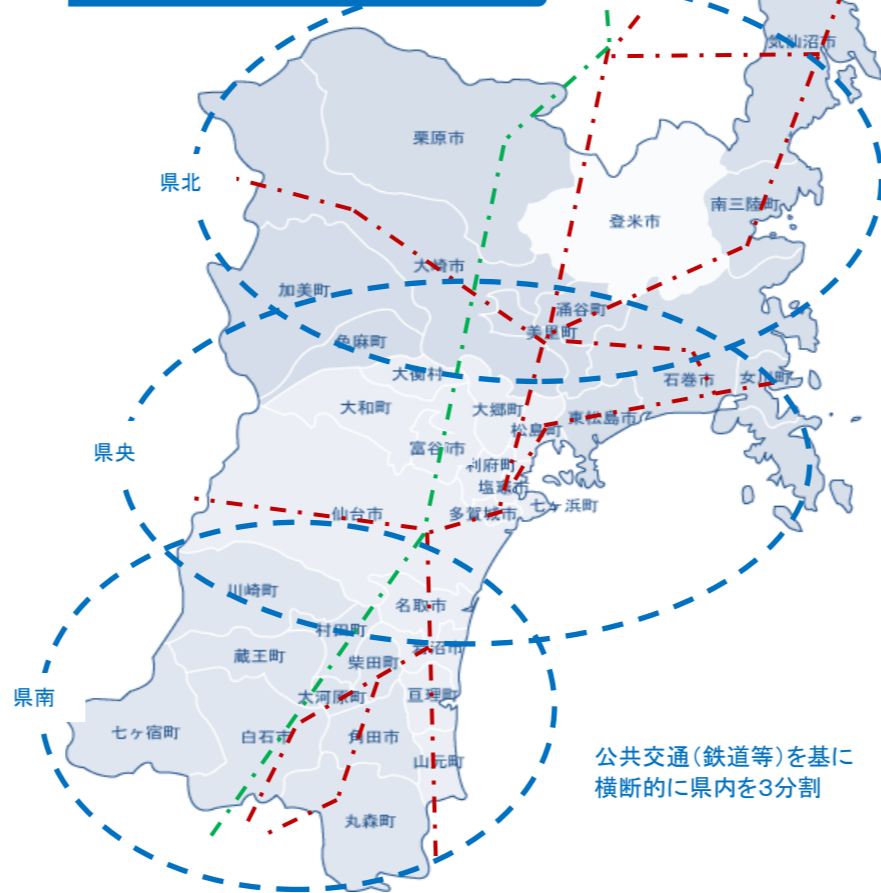 気仙沼市
栗原市
県北
南三陸町
登米市
大崎市
加美町
涌谷町
美里町
色麻町
大衡村
石巻市
女川町
大和町
大郷町
東松島市
松島町
県央
富谷市
利府町
塩竈市
七ヶ浜町
仙台市
多賀城市
川崎町
名取市
村田町
岩沼市
蔵王町
柴田町
県南
大河原町
亘理町
七ヶ宿町
白石市
角田市
山元町
公共交通(鉄道等)を基に
横断的に県内を3分割
丸森町